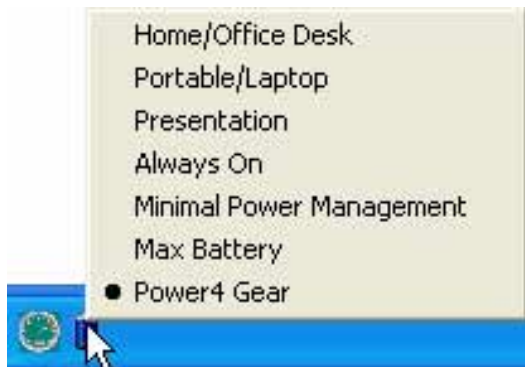 Home/Office Desk
Portable/Laptop
Presentation
Always On
Minimal Power Management
Max Battery
Power4 Gear